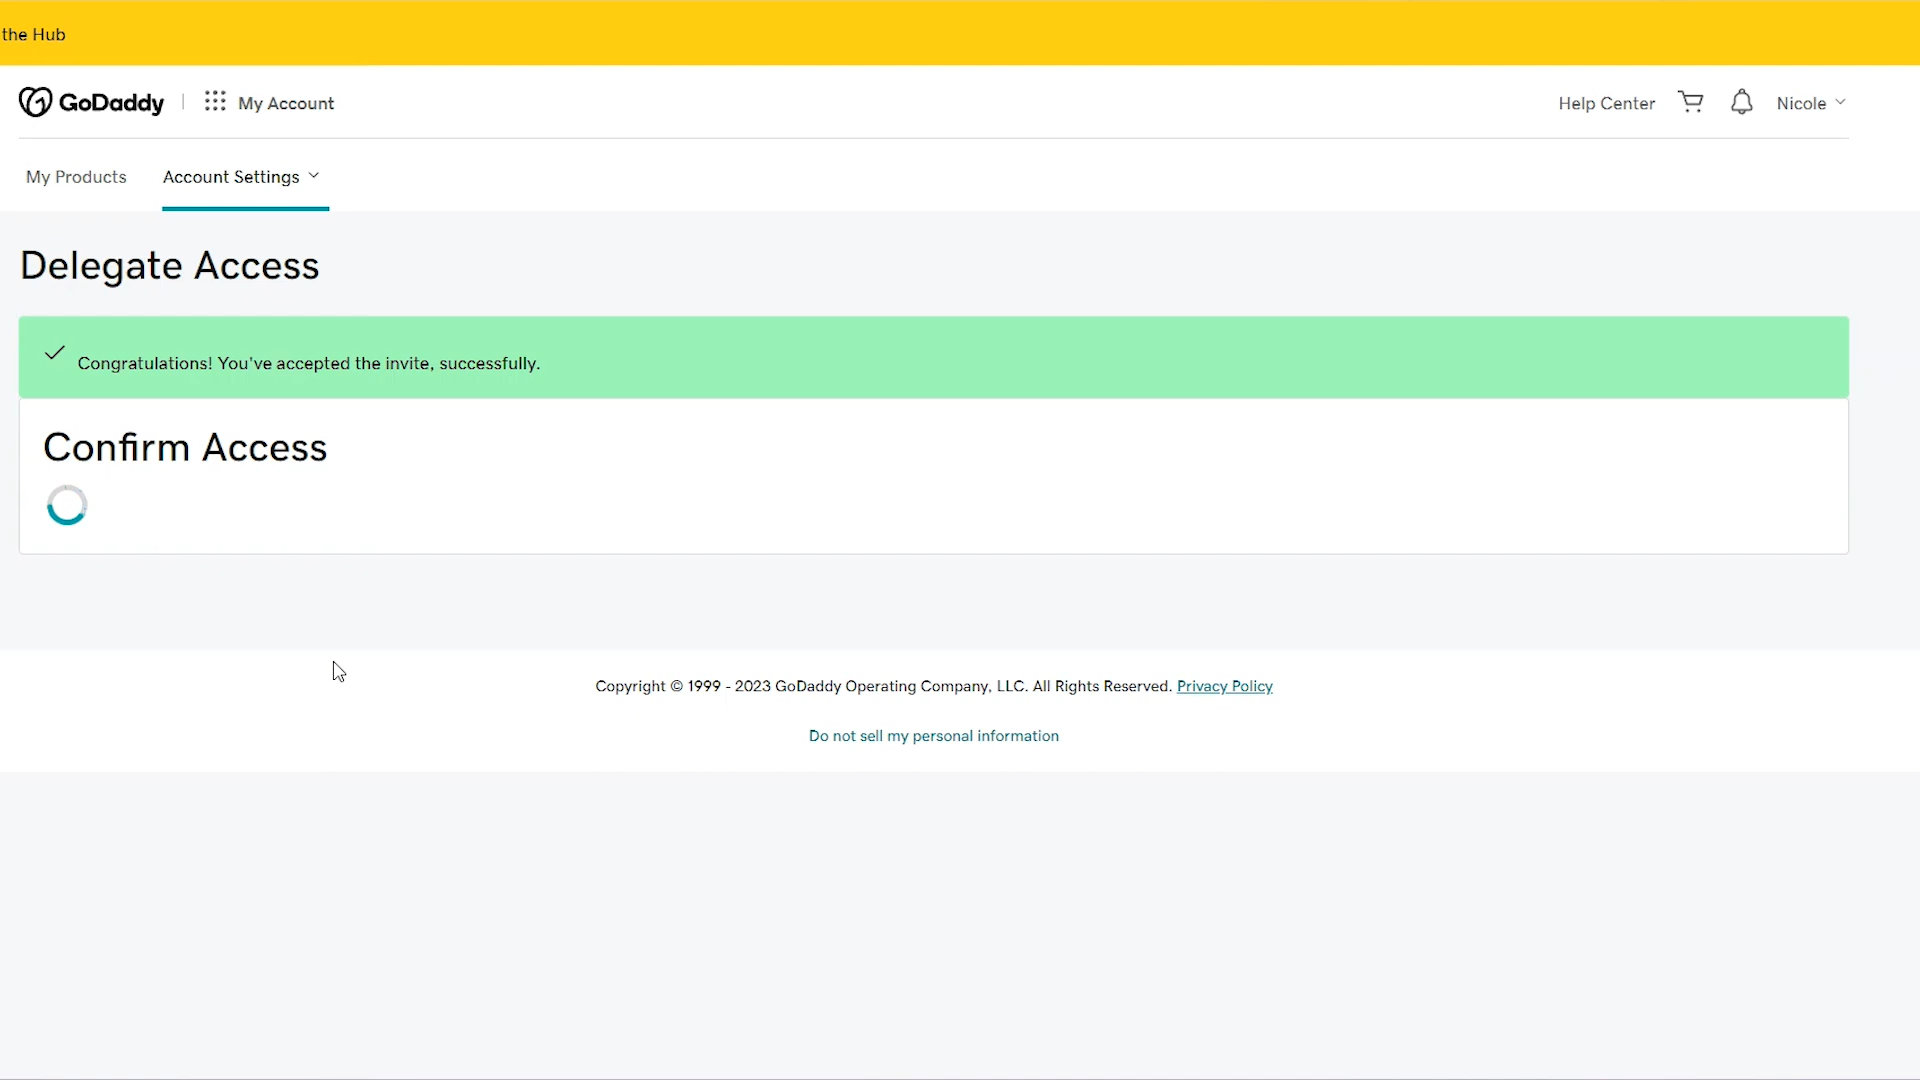 the Hub
GoDaddy
My Account
Help Center
Nicole
My Products
Account Settings
Delegate Access
Congratulations! You've accepted the invite, successfully.
Confirm Access
Copyright © 1999 - 2023 GoDaddy Operating Company, LLC. All Rights Reserved. Privacy Policy
Do not sell my personal information